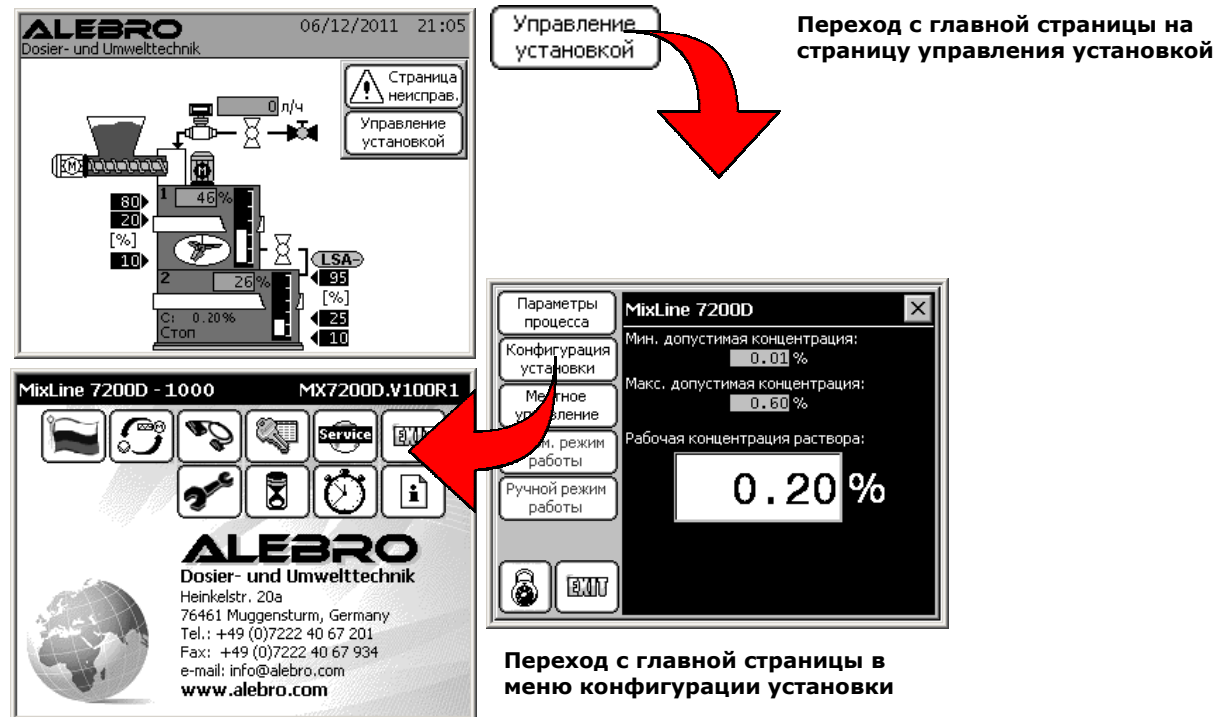 ALEBRO
Dosier- und Umwelttechnik
06/12/2011 21:05
Страница
неисправ.
Управление
установкой
0 л/ч
M
M
1 46 %
80
20
[%]
10
2 26 %
C: 0.20%
Стоп
LSA-
95
[%]
25
10
Управление
установкой
Переход с главной страницы на
страницу управления установкой
Параметры
процесса
Конфигурация
установки
Местное
управление
режим
работы
Ручной режим
работы
EXIT
MixLine 7200D
Мин. допустимая концентрация:
0.01 %
Макс. допустимая концентрация:
0.60 %
Рабочая концентрация раствора:
0.20 %
MixLine 7200D - 1000 MX7200D.V100R1
Service
EXIT
ALEBRO
Dosier- und Umwelttechnik
Heinkelstr. 20a
76461 Muggensturm, Germany
Tel.: +49 (0)7222 40 67 201
Fax: +49 (0)7222 40 67 934
e-mail: info@alebro.com
www.alebro.com
Переход с главной страницы в
меню конфигурации установки